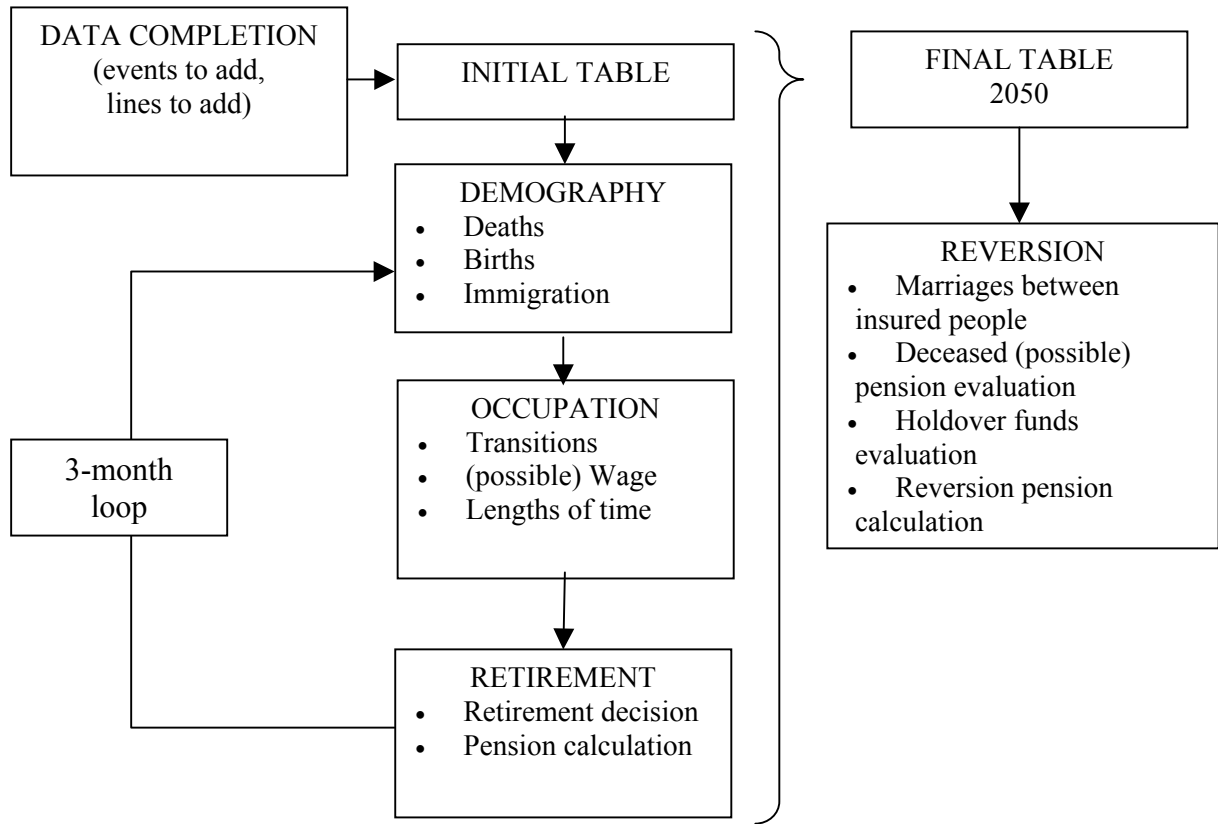 DATA COMPLETION
(events to add,
lines to add)
INITIAL TABLE
DEMOGRAPHY
• Deaths
• Births
• Immigration
OCCUPATION
• Transitions
• (possible) Wage
• Lengths of time
3-month
loop
RETIREMENT
• Retirement decision
• Pension calculation
FINAL TABLE
2050
REVERSION
• Marriages between
insured people
• Deceased (possible)
pension evaluation
• Holdover funds
evaluation
• Reversion pension
calculation